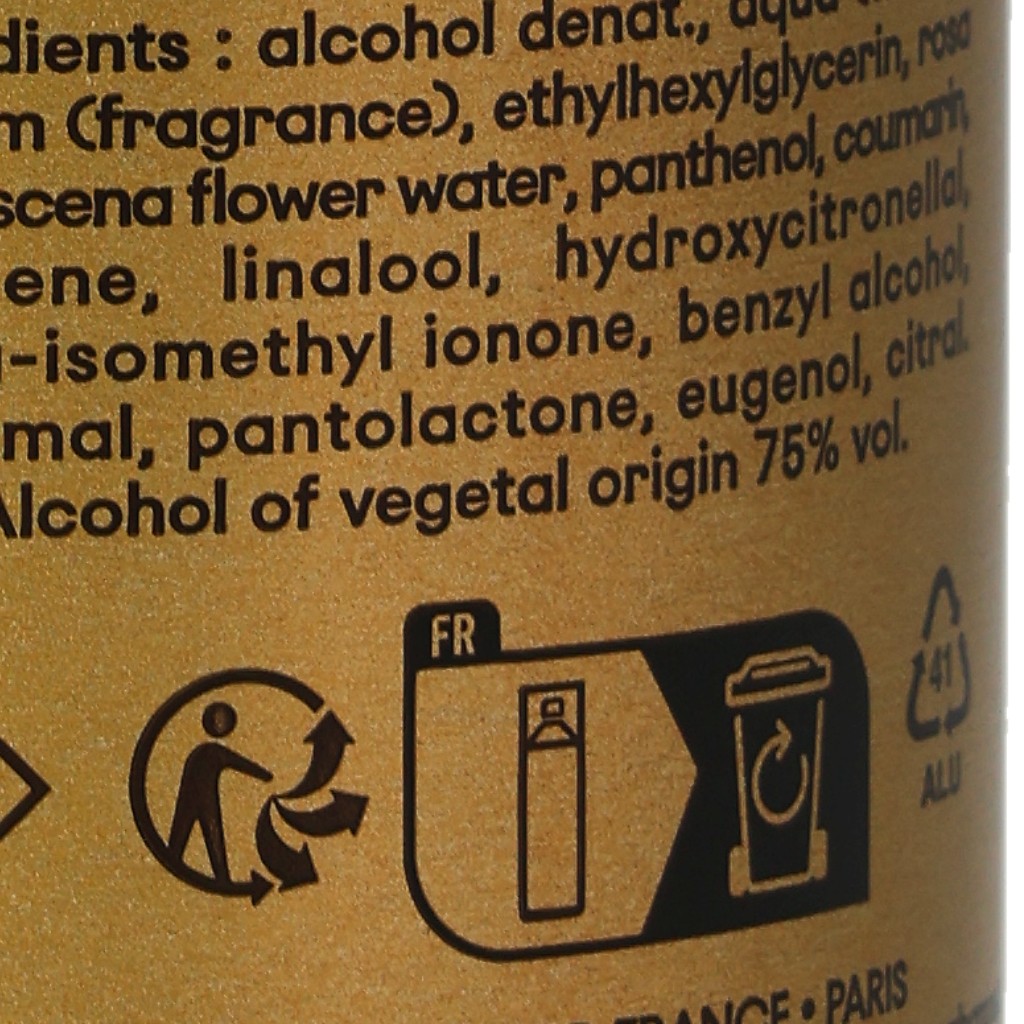 dients : alcohol denat., aqua
m (fragrance), ethylhexylglycerin, rosa
scena flower water, panthenol, coumarin,
ene, linalool, hydroxycitronellal,
-isomethyl ionone, benzyl alcohol,
mal, pantolactone, eugenol, citral.
Alcohol of vegetal origin 75% vol.
FR
41
ALU
FRANCE • PARIS